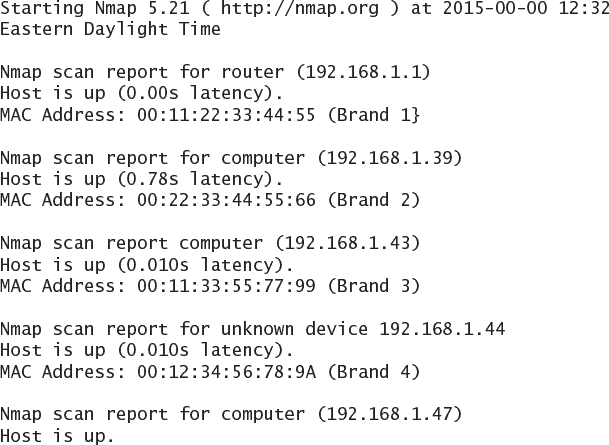 Starting Nmap 5.21 ( http://nmap.org ) at 2015-00-00 12:32
Eastern Daylight Time
Nmap scan report for router (192.168.1.1)
Host is up (0.00s latency).
MAC Address: 00:11:22:33:44:55 (Brand 1}
Nmap scan report for computer (192.168.1.39)
Host is up (0.78s latency).
MAC Address: 00:22:33:44:55:66 (Brand 2)
Nmap scan report computer (192.168.1.43)
Host is up (0.010s latency).
MAC Address: 00:11:33:55:77:99 (Brand 3)
Nmap scan report for unknown device 192.168.1.44
Host is up (0.010s latency).
MAC Address: 00:12:34:56:78:9A (Brand 4)
Nmap scan report for computer (192.168.1.47)
Host is up.